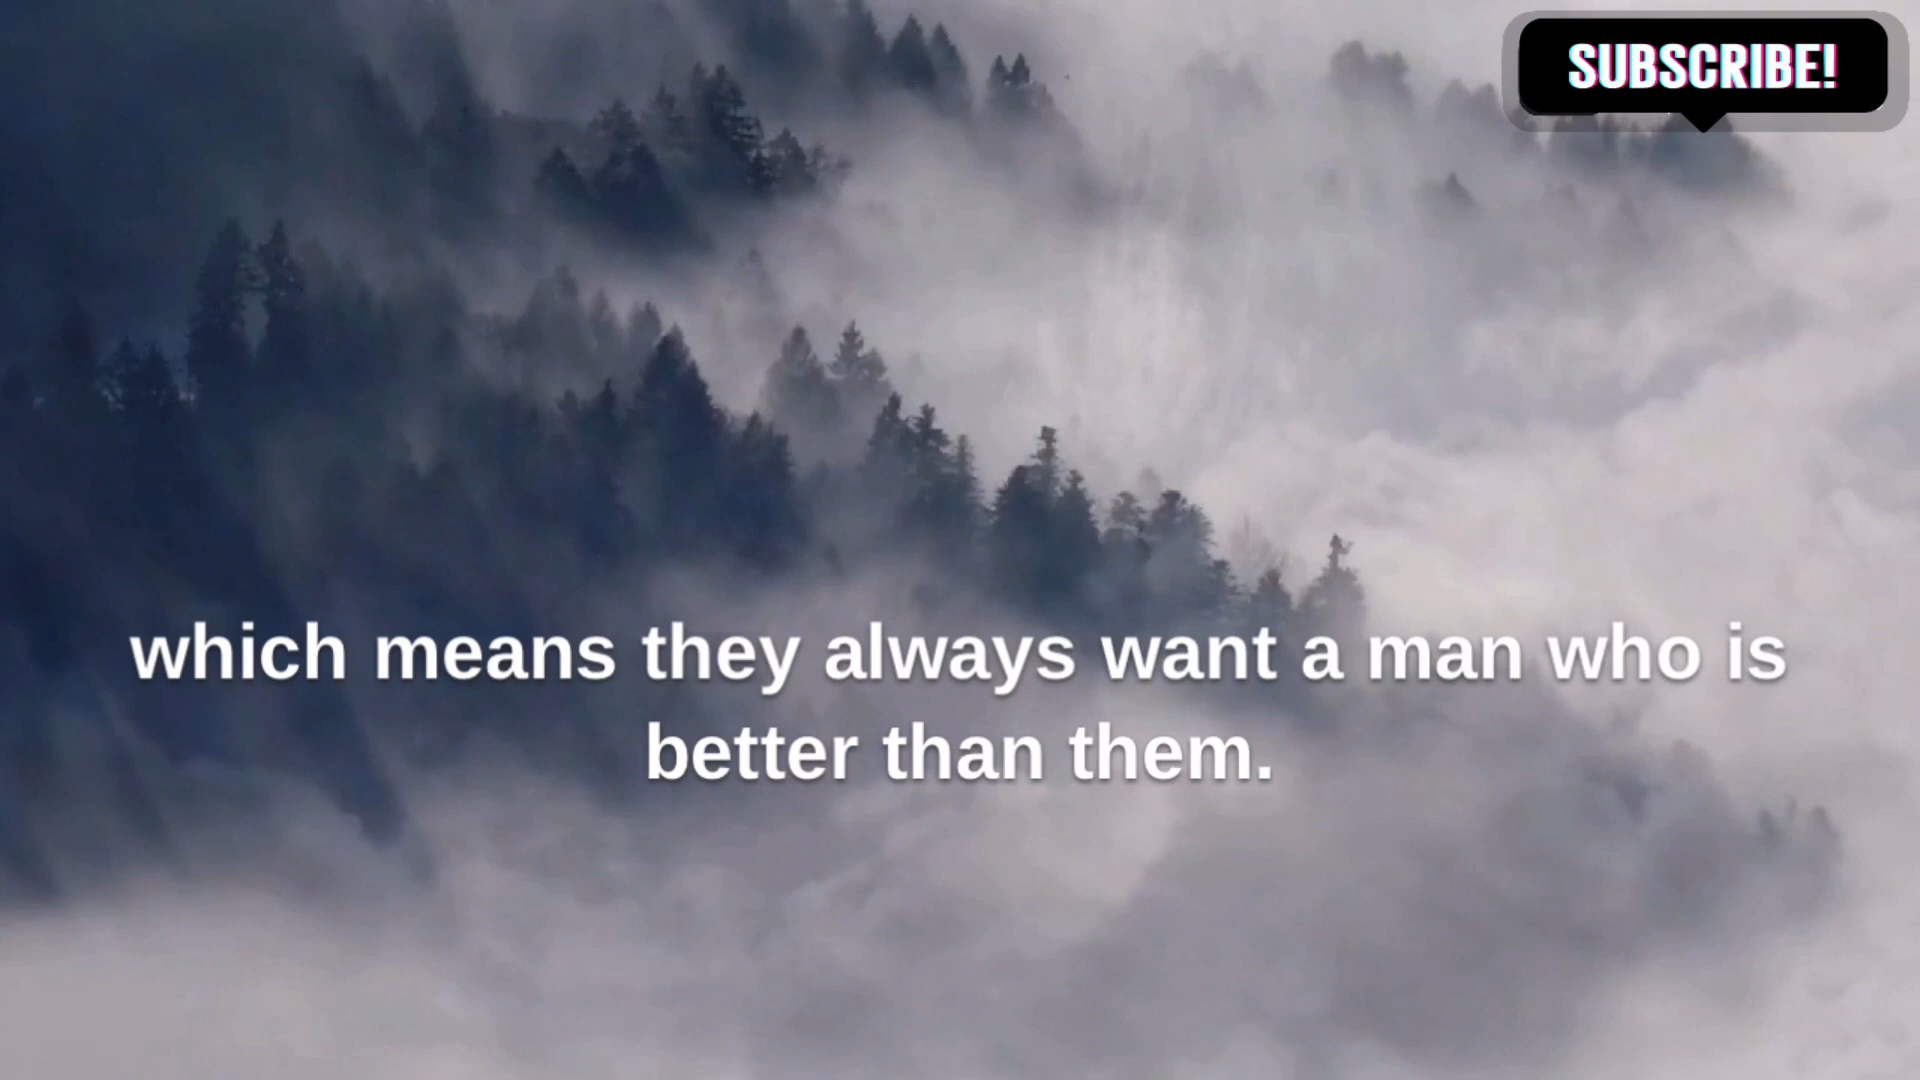 SUBSCRIBE!
which means they always want a man who is
better than them.